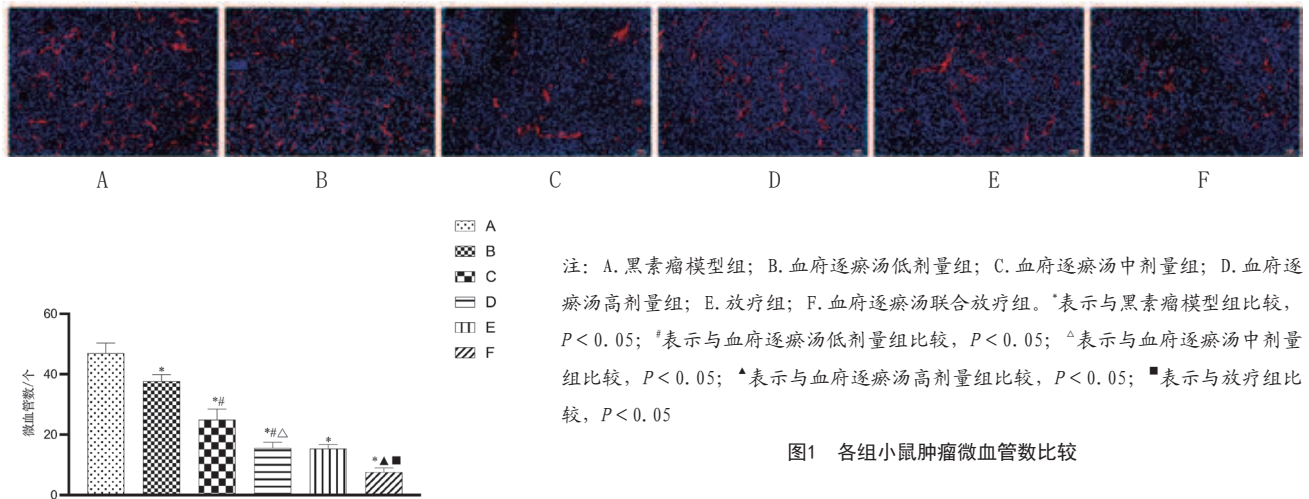 A B C D E F
A
B
C
D
E
F
注: A.黑素瘤模型组; B.血府逐瘀汤低剂量组; C.血府逐瘀汤中剂量组; D.血府逐
瘀汤高剂量组; E.放疗组; F.血府逐瘀汤联合放疗组。*表示与黑素瘤模型组比较,
P<0.05; #表示与血府逐瘀汤低剂量组比较, P<0.05; △表示与血府逐瘀汤中剂量
组比较, P<0.05; ▲表示与血府逐瘀汤高剂量组比较, P<0.05; ■表示与放疗组比
较, P<0.05
图1 各组小鼠肿瘤微血管数比较
微血管数/个
60
40
20
0
*
*#
*#△
*
*▲■